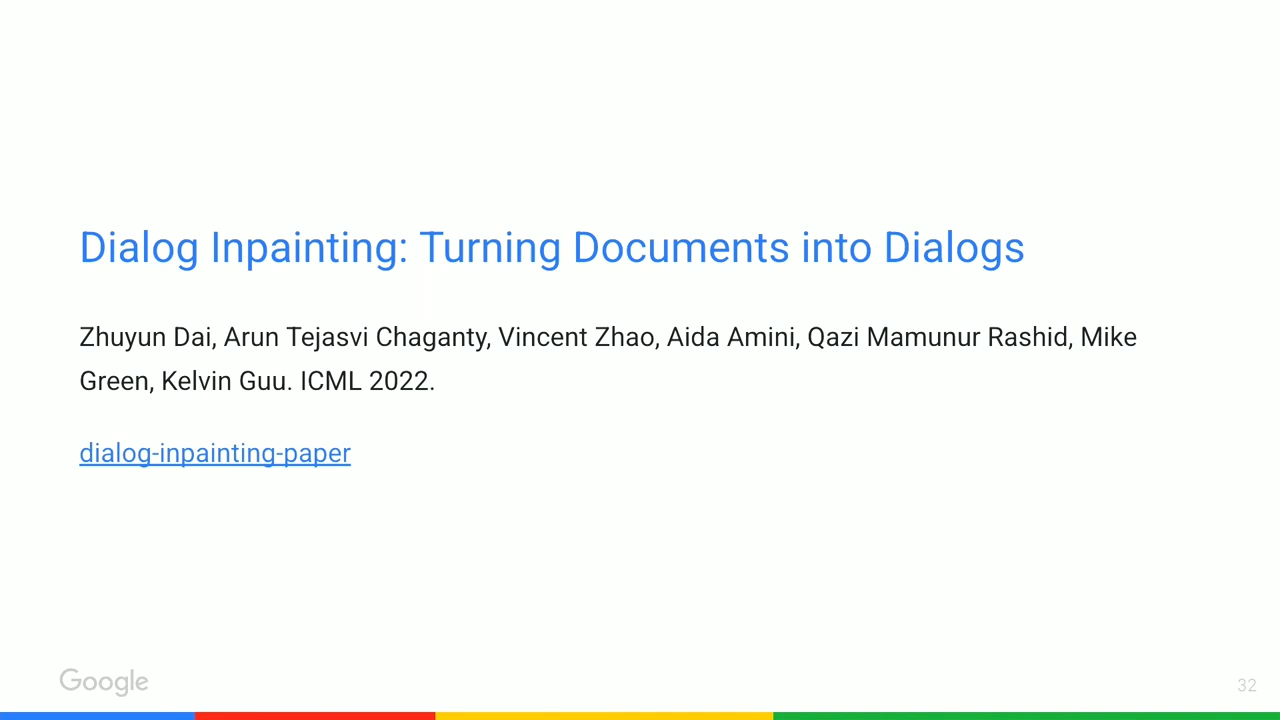 Dialog Inpainting: Turning Documents into Dialogs
Zhuyun Dai, Arun Tejasvi Chaganty, Vincent Zhao, Aida Amini, Qazi Mamunur Rashid, Mike
Green, Kelvin Guu. ICML 2022.
dialog-inpainting-paper
Google
32